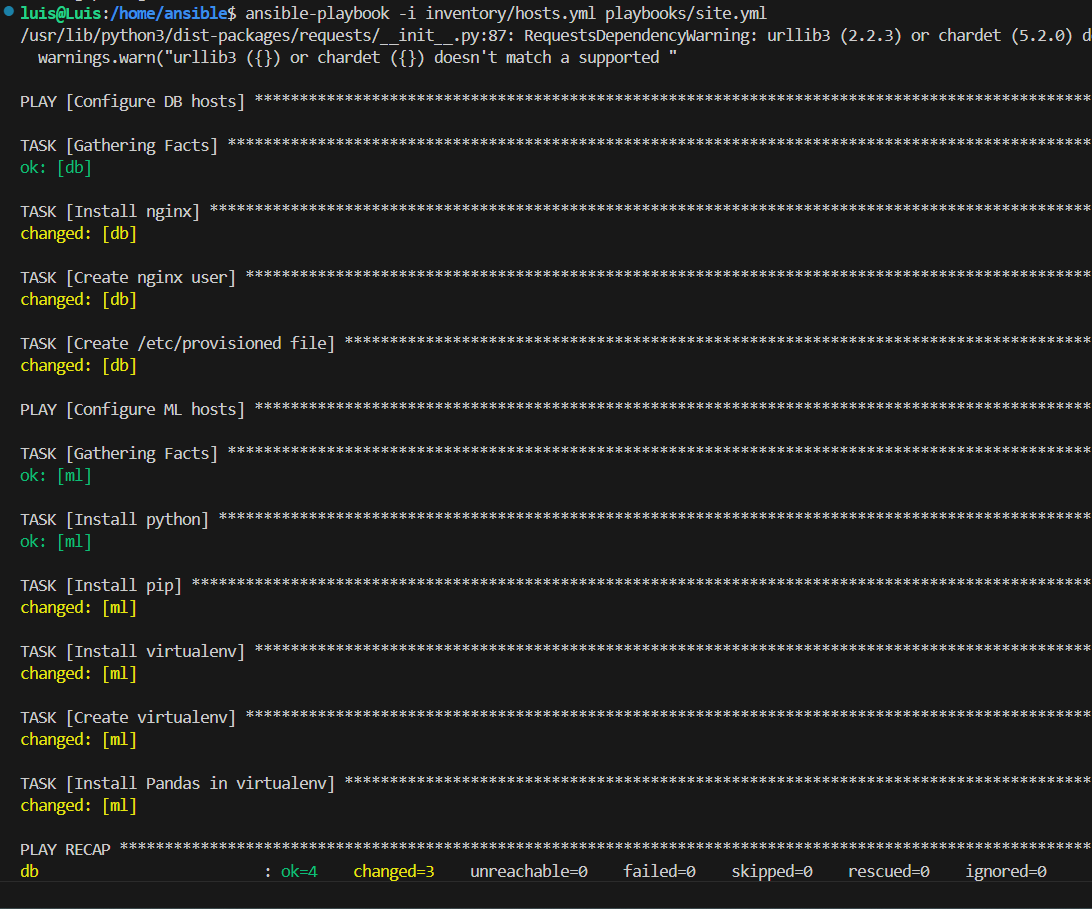 luis@Luis:/home/ansible$ ansible-playbook -i inventory/hosts.yml playbooks/site.yml
/usr/lib/python3/dist-packages/requests/__init__.py:87: RequestsDependencyWarning: urllib3 (2.2.3) or chardet (5.2.0) d
  warnings.warn("urllib3 ({}) or chardet ({}) doesn't match a supported "
PLAY [Configure DB hosts] *********************************************************************************************
TASK [Gathering Facts] ************************************************************************************************
ok: [db]
TASK [Install nginx] **************************************************************************************************
changed: [db]
TASK [Create nginx user] **********************************************************************************************
changed: [db]
TASK [Create /etc/provisioned file] ***********************************************************************************
changed: [db]
PLAY [Configure ML hosts] *********************************************************************************************
TASK [Gathering Facts] ************************************************************************************************
ok: [ml]
TASK [Install python] *************************************************************************************************
ok: [ml]
TASK [Install pip] ****************************************************************************************************
changed: [ml]
TASK [Install virtualenv] *********************************************************************************************
changed: [ml]
TASK [Create virtualenv] **********************************************************************************************
changed: [ml]
TASK [Install Pandas in virtualenv] ***********************************************************************************
changed: [ml]
PLAY RECAP ************************************************************************************************************
db                         : ok=4    changed=3    unreachable=0    failed=0    skipped=0    rescued=0    ignored=0